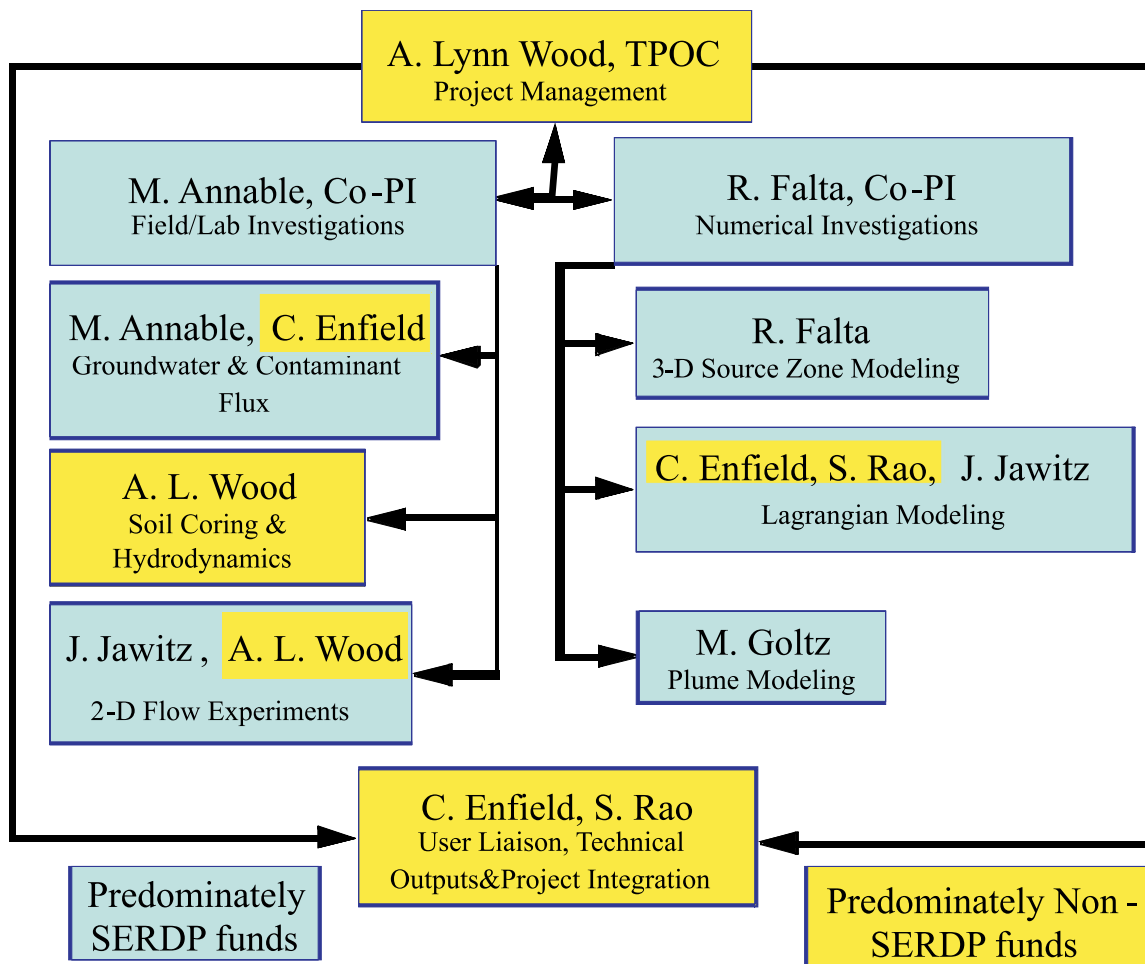 A. Lynn Wood, TPOC
Project Management
M. Annable, Co-PI
Field/Lab Investigations
R. Falta, Co-PI
Numerical Investigations
M. Annable, C. Enfield
Groundwater & Contaminant
Flux
R. Falta
3-D Source Zone Modeling
A. L. Wood
Soil Coring &
Hydrodynamics
C. Enfield, S. Rao, J. Jawitz
Lagrangian Modeling
J. Jawitz , A. L. Wood
2-D Flow Experiments
M. Goltz
Plume Modeling
C. Enfield, S. Rao
User Liaison, Technical
Outputs&Project Integration
Predominately
SERDP funds
Predominately Non -
SERDP funds